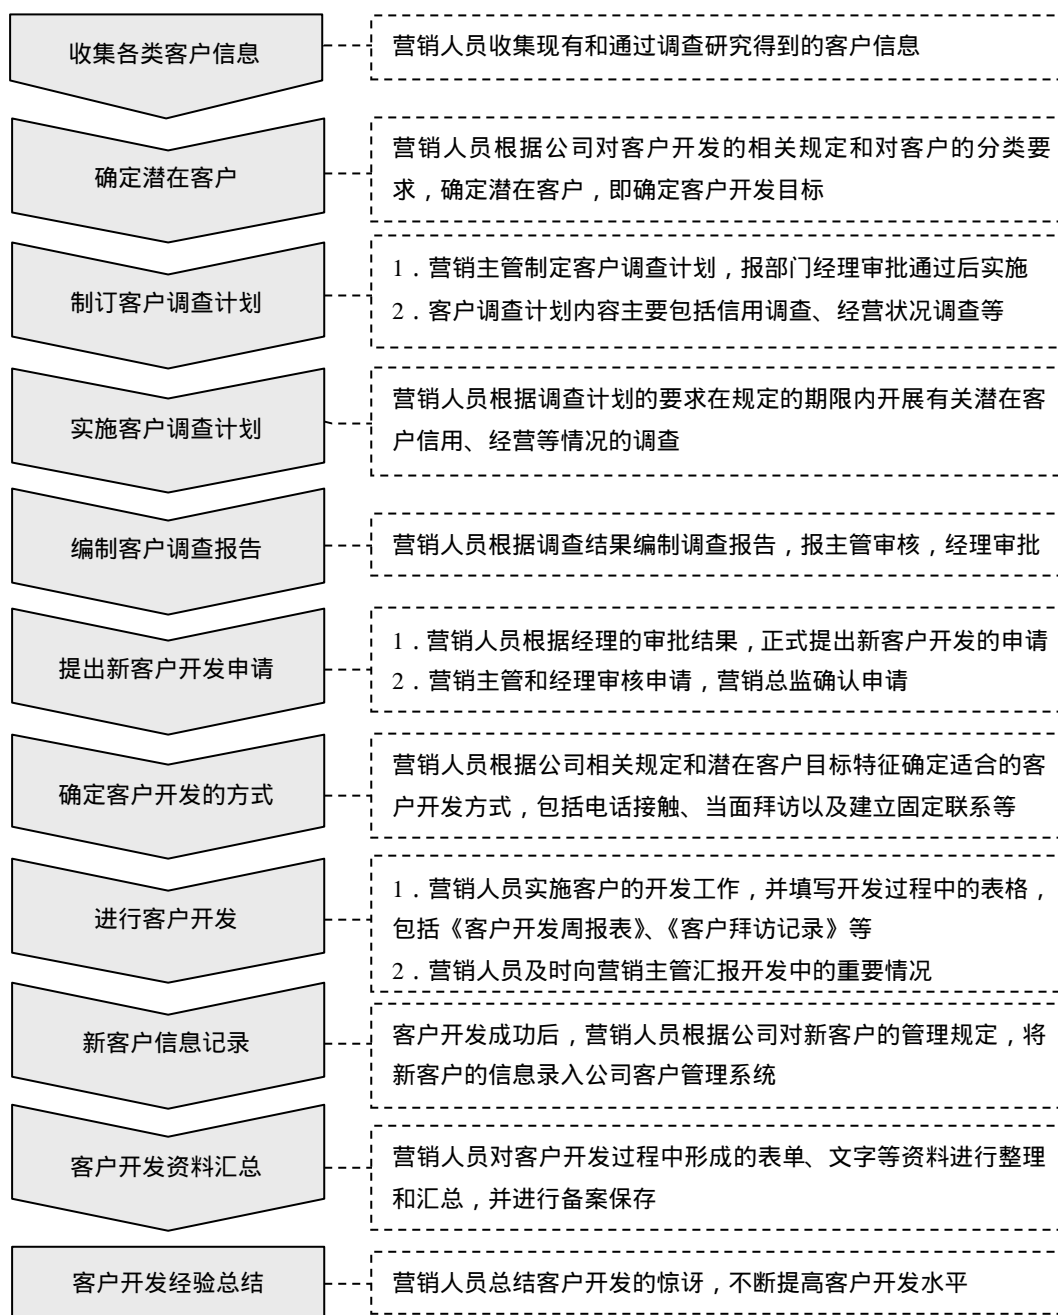 收集各类客户信息
营销人员收集现有和通过调查研究得到的客户信息
确定潜在客户
营销人员根据公司对客户开发的相关规定和对客户的分类要
求，确定潜在客户，即确定客户开发目标
制订客户调查计划
1．营销主管制定客户调查计划，报部门经理审批通过后实施
2．客户调查计划内容主要包括信用调查、经营状况调查等
实施客户调查计划
营销人员根据调查计划的要求在规定的期限内开展有关潜在客
户信用、经营等情况的调查
编制客户调查报告
营销人员根据调查结果编制调查报告，报主管审核，经理审批
提出新客户开发申请
1．营销人员根据经理的审批结果，正式提出新客户开发的申请
2．营销主管和经理审核申请，营销总监确认申请
确定客户开发的方式
营销人员根据公司相关规定和潜在客户目标特征确定适合的客
户开发方式，包括电话接触、当面拜访以及建立固定联系等
进行客户开发
1．营销人员实施客户的开发工作，并填写开发过程中的表格，
包括《客户开发周报表》、《客户拜访记录》等
2．营销人员及时向营销主管汇报开发中的重要情况
新客户信息记录
客户开发成功后，营销人员根据公司对新客户的管理规定，将
新客户的信息录入公司客户管理系统
客户开发资料汇总
营销人员对客户开发过程中形成的表单、文字等资料进行整理
和汇总，并进行备案保存
客户开发经验总结
营销人员总结客户开发的惊讶，不断提高客户开发水平